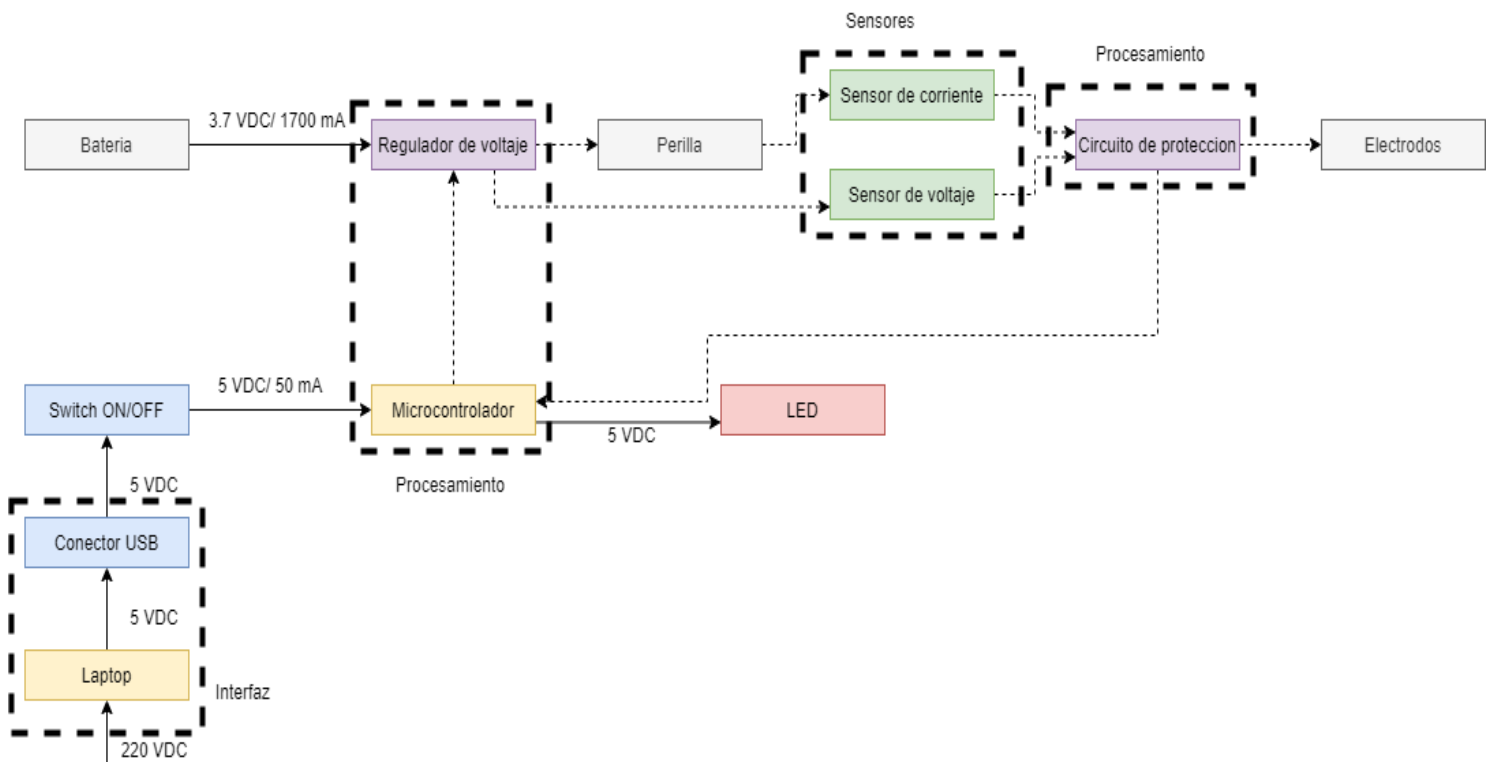 Sensores
Procesamiento
Sensor de corriente
3.7 VDC/ 1700 mA
Bateria
Regulador de voltaje
Perilla
Circuito de proteccion
Electrodos
Sensor de voltaje
5 VDC/ 50 mA
Switch ON/OFF
Microcontrolador
LED
5 VDC
Procesamiento
5 VDC
Conector USB
5 VDC
Laptop
Interfaz
220 VDC